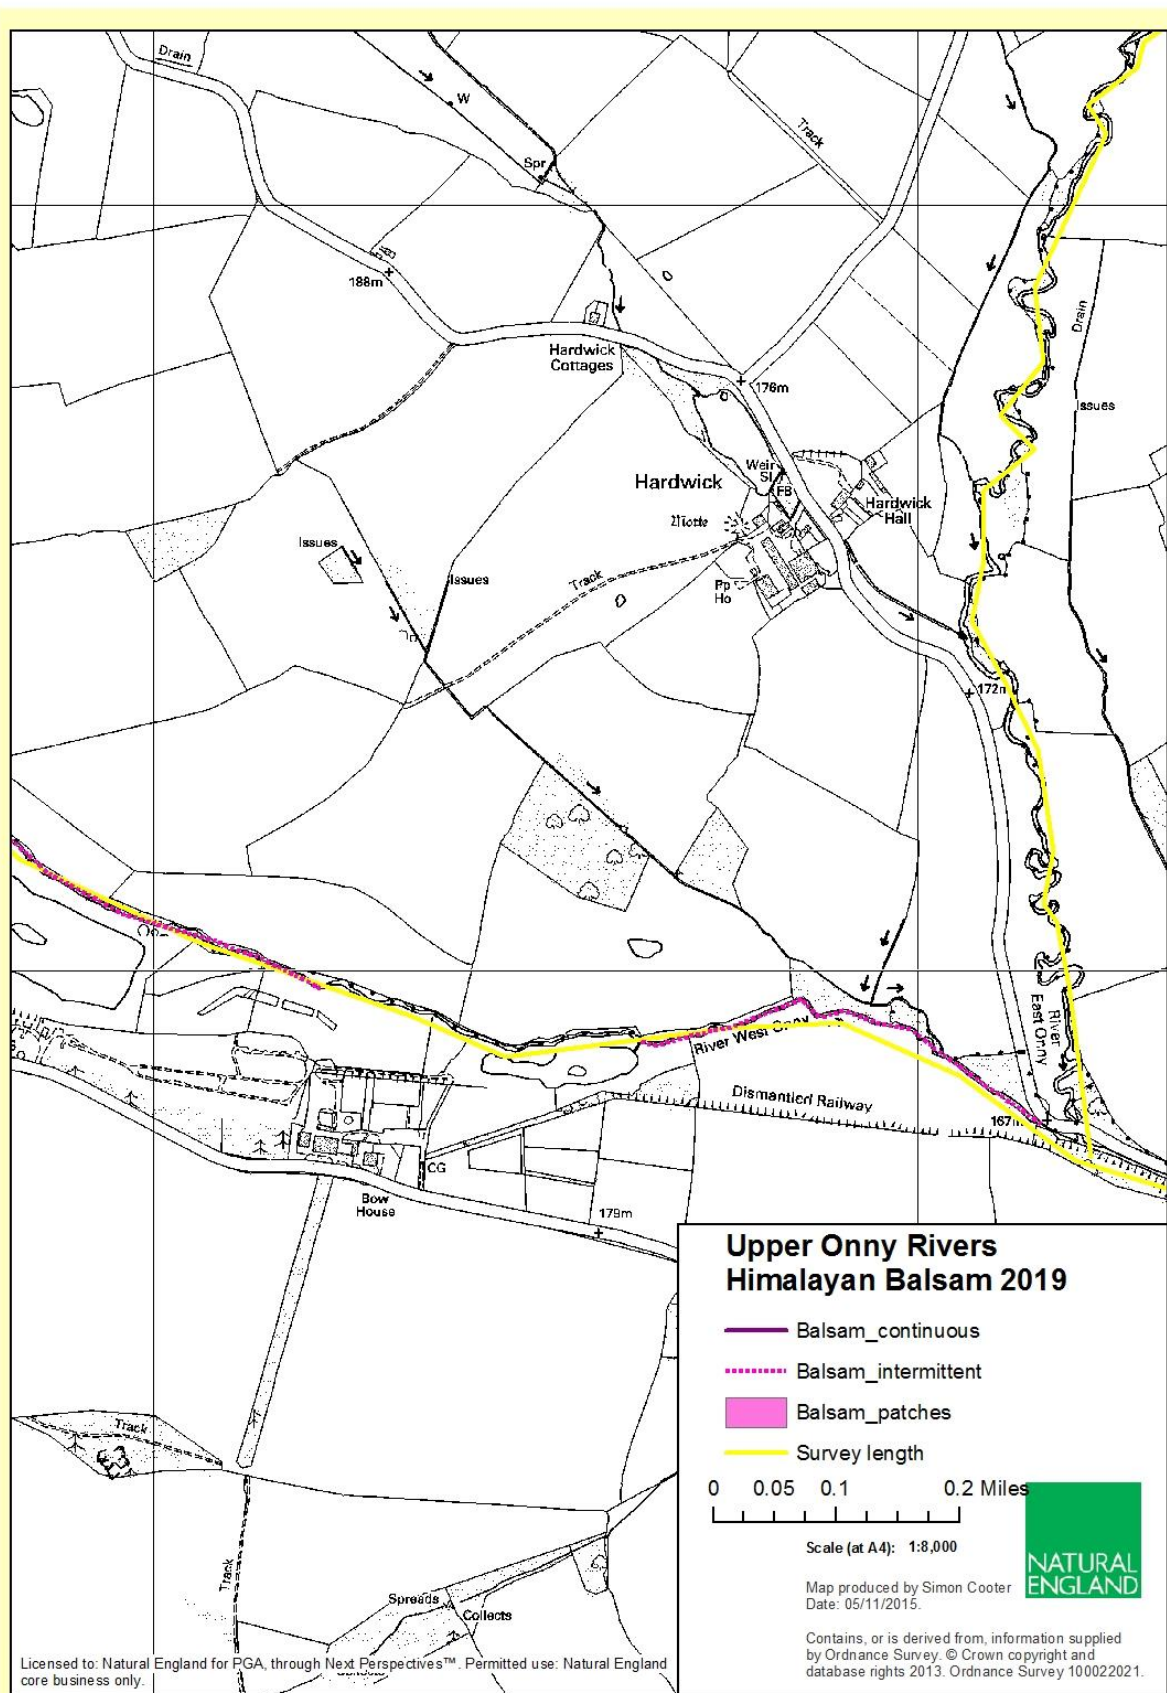 Drain
W
Track
Spr
188m
Drain
Hardwick
Cottages
176m
Issues
Weir
Sl
FB
Hardwick
Hardwick
Hall
Motte
Issues
Issues
Track
Pp
Ho
172m
River West Onny
River
East Onny
Dismantled Railway
167m
CG
Bow
House
179m
Upper Onny Rivers
Himalayan Balsam 2019
Balsam_continuous
Balsam_intermittent
Balsam_patches
Survey length
Track
0 0.05 0.1 0.2 Miles
Scale (at A4): 1:8,000
NATURAL
ENGLAND
Track
Map produced by Simon Cooter
Date: 05/11/2015.
Spreads
Collects
Contains, or is derived from, information supplied
by Ordnance Survey. © Crown copyright and
database rights 2013. Ordnance Survey 100022021.
Licensed to: Natural England for PGA, through Next Perspectives™. Permitted use: Natural England
core business only.